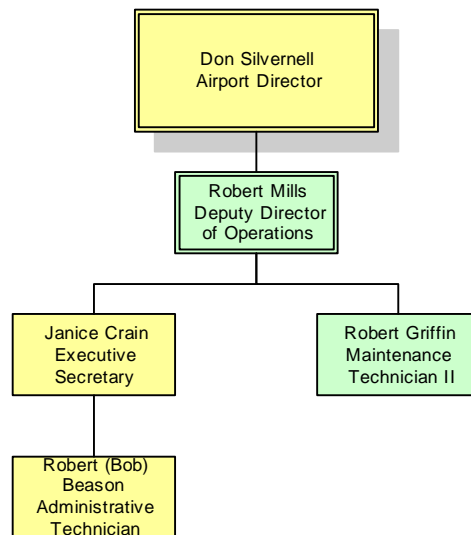 Don Silvernell
Airport Director
Robert Mills
Deputy Director
of Operations
Janice Crain
Executive
Secretary
Robert Griffin
Maintenance
Technician II
Robert (Bob)
Beason
Administrative
Technician